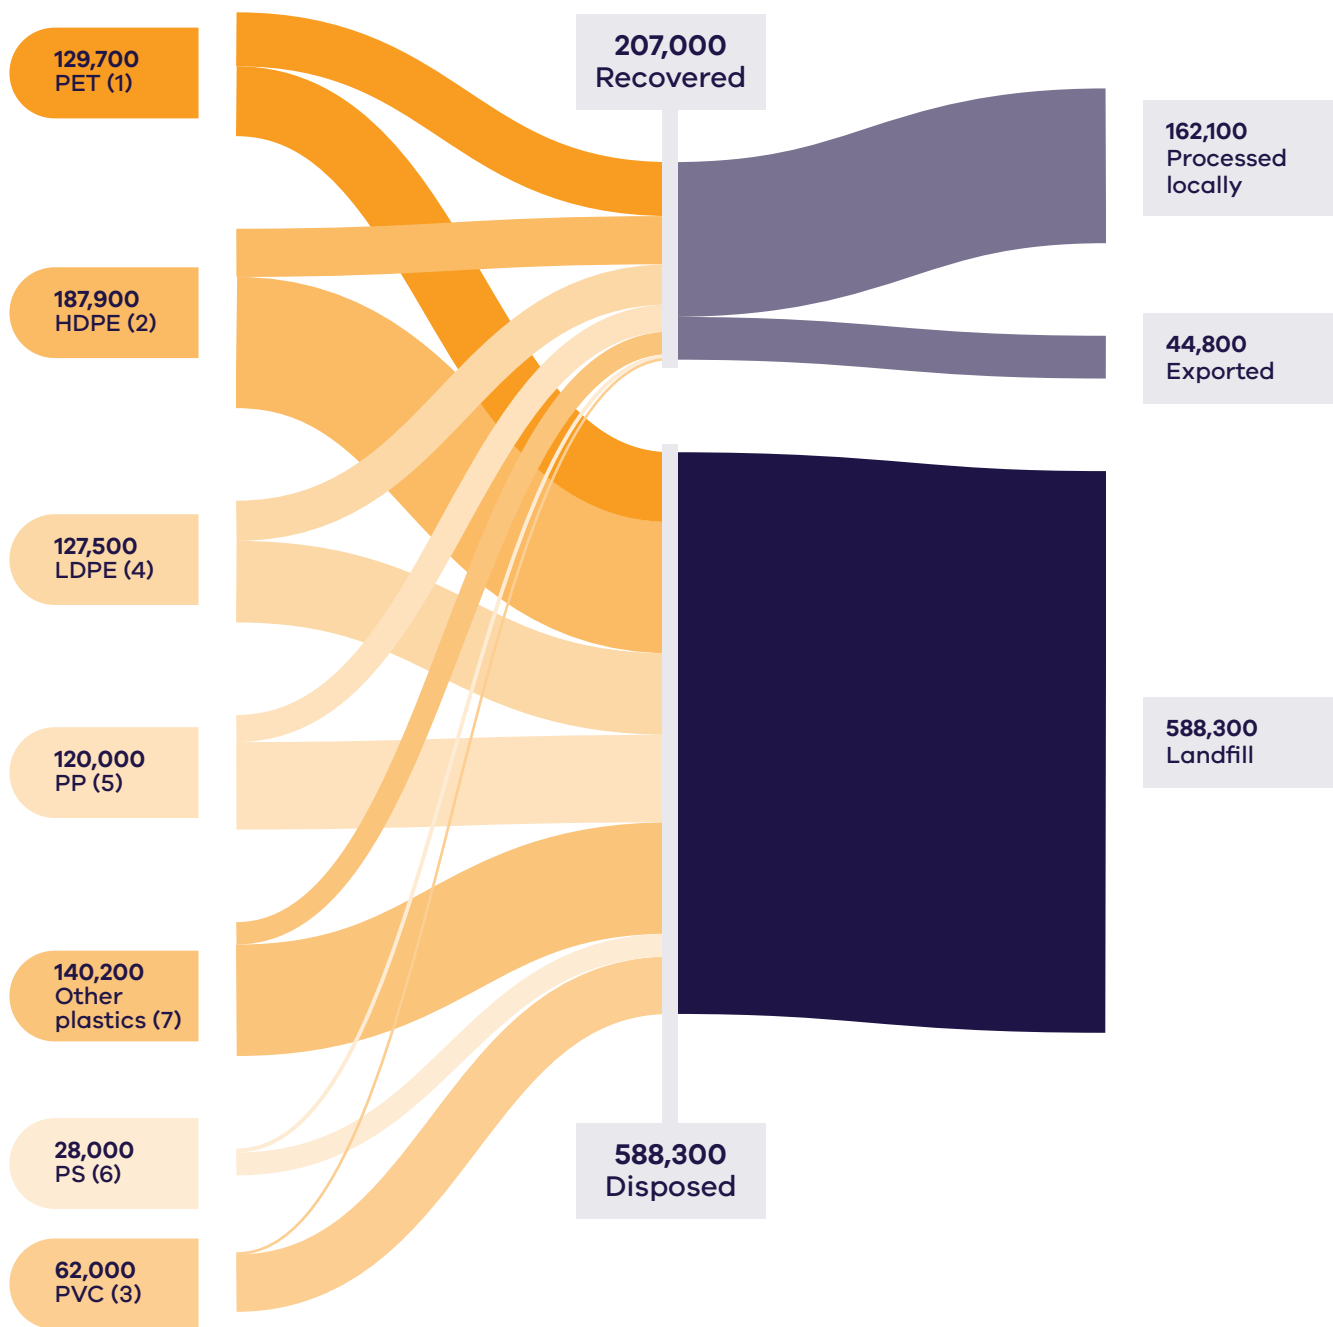 129,700
PET (1)
187,900
HDPE (2)
127,500
LDPE (4)
120,000
PP (5)
140,200
Other
plastics (7)
28,000
PS (6)
62,000
PVC (3)
207,000
Recovered
588,300
Disposed
162,100
Processed
locally
44,800
Exported
588,300
Landfill